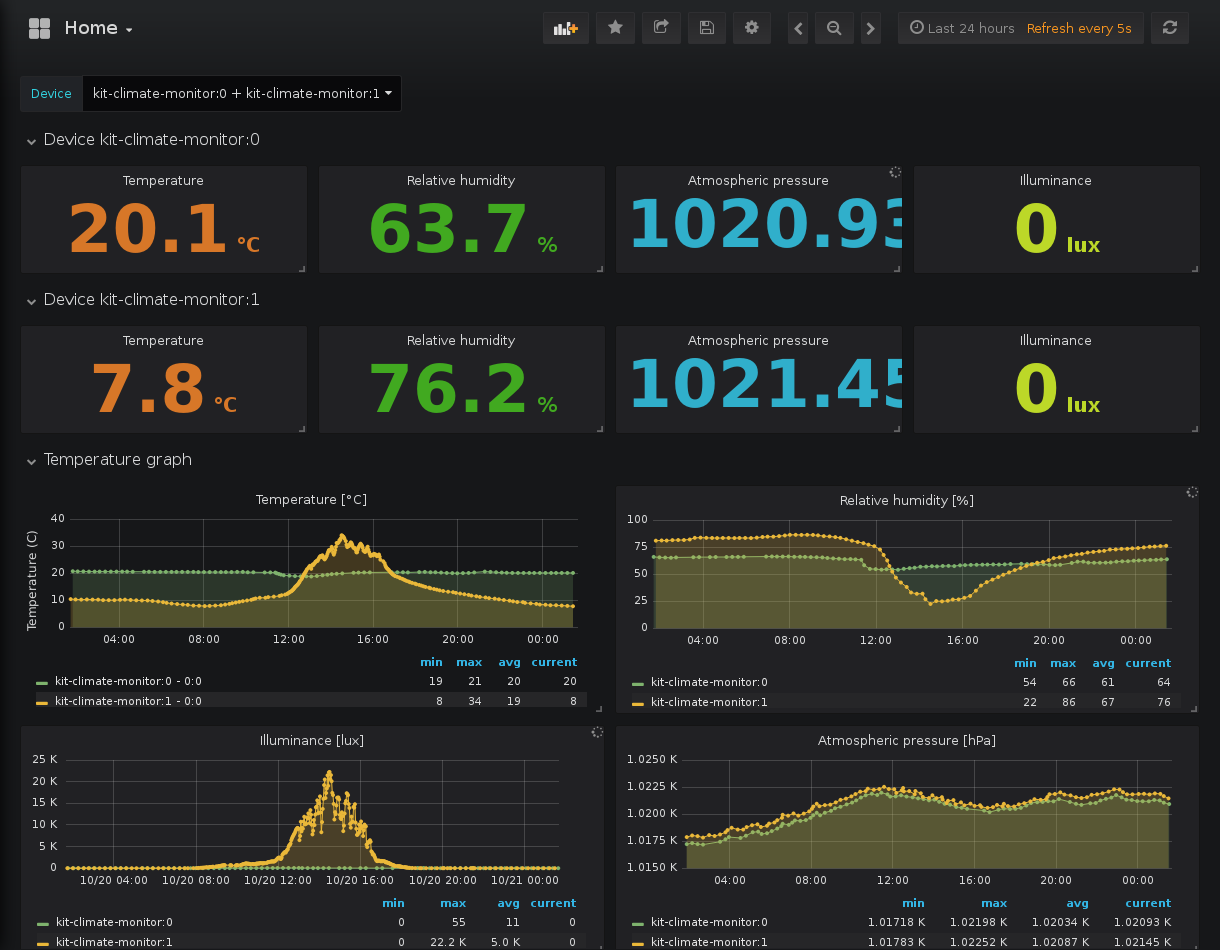 Home
Last 24 hours Refresh every 5s
Device kit-climate-monitor:0 + kit-climate-monitor:1
Device kit-climate-monitor:0
Temperature Relative humidity Atmospheric pressure Illuminance
20.1 °C 63.7 % 1020.93 0 lux
Device kit-climate-monitor:1
Temperature Relative humidity Atmospheric pressure Illuminance
7.8 °C 76.2 % 1021.45 0 lux
Temperature graph
Temperature [°C]
Temperature (C)
40
30
20
10
0
04:00 08:00 12:00 16:00 20:00 00:00
min max avg current
kit-climate-monitor:0 - 0:0 19 21 20 20
kit-climate-monitor:1 - 0:0 8 34 19 8
Relative humidity [%]
100
75
50
25
0
04:00 08:00 12:00 16:00 20:00 00:00
min max avg current
kit-climate-monitor:0 54 66 61 64
kit-climate-monitor:1 22 86 67 76
Illuminance [lux]
25 K
20 K
15 K
10 K
5 K
0
10/20 04:00 10/20 08:00 10/20 12:00 10/20 16:00 10/20 20:00 10/21 00:00
min max avg current
kit-climate-monitor:0 0 55 11 0
kit-climate-monitor:1 0 22.2 K 5.0 K 0
Atmospheric pressure [hPa]
1.0250 K
1.0225 K
1.0200 K
1.0175 K
1.0150 K
04:00 08:00 12:00 16:00 20:00 00:00
min max avg current
kit-climate-monitor:0 1.01718 K 1.02198 K 1.02034 K 1.02093 K
kit-climate-monitor:1 1.01783 K 1.02252 K 1.02087 K 1.02145 K